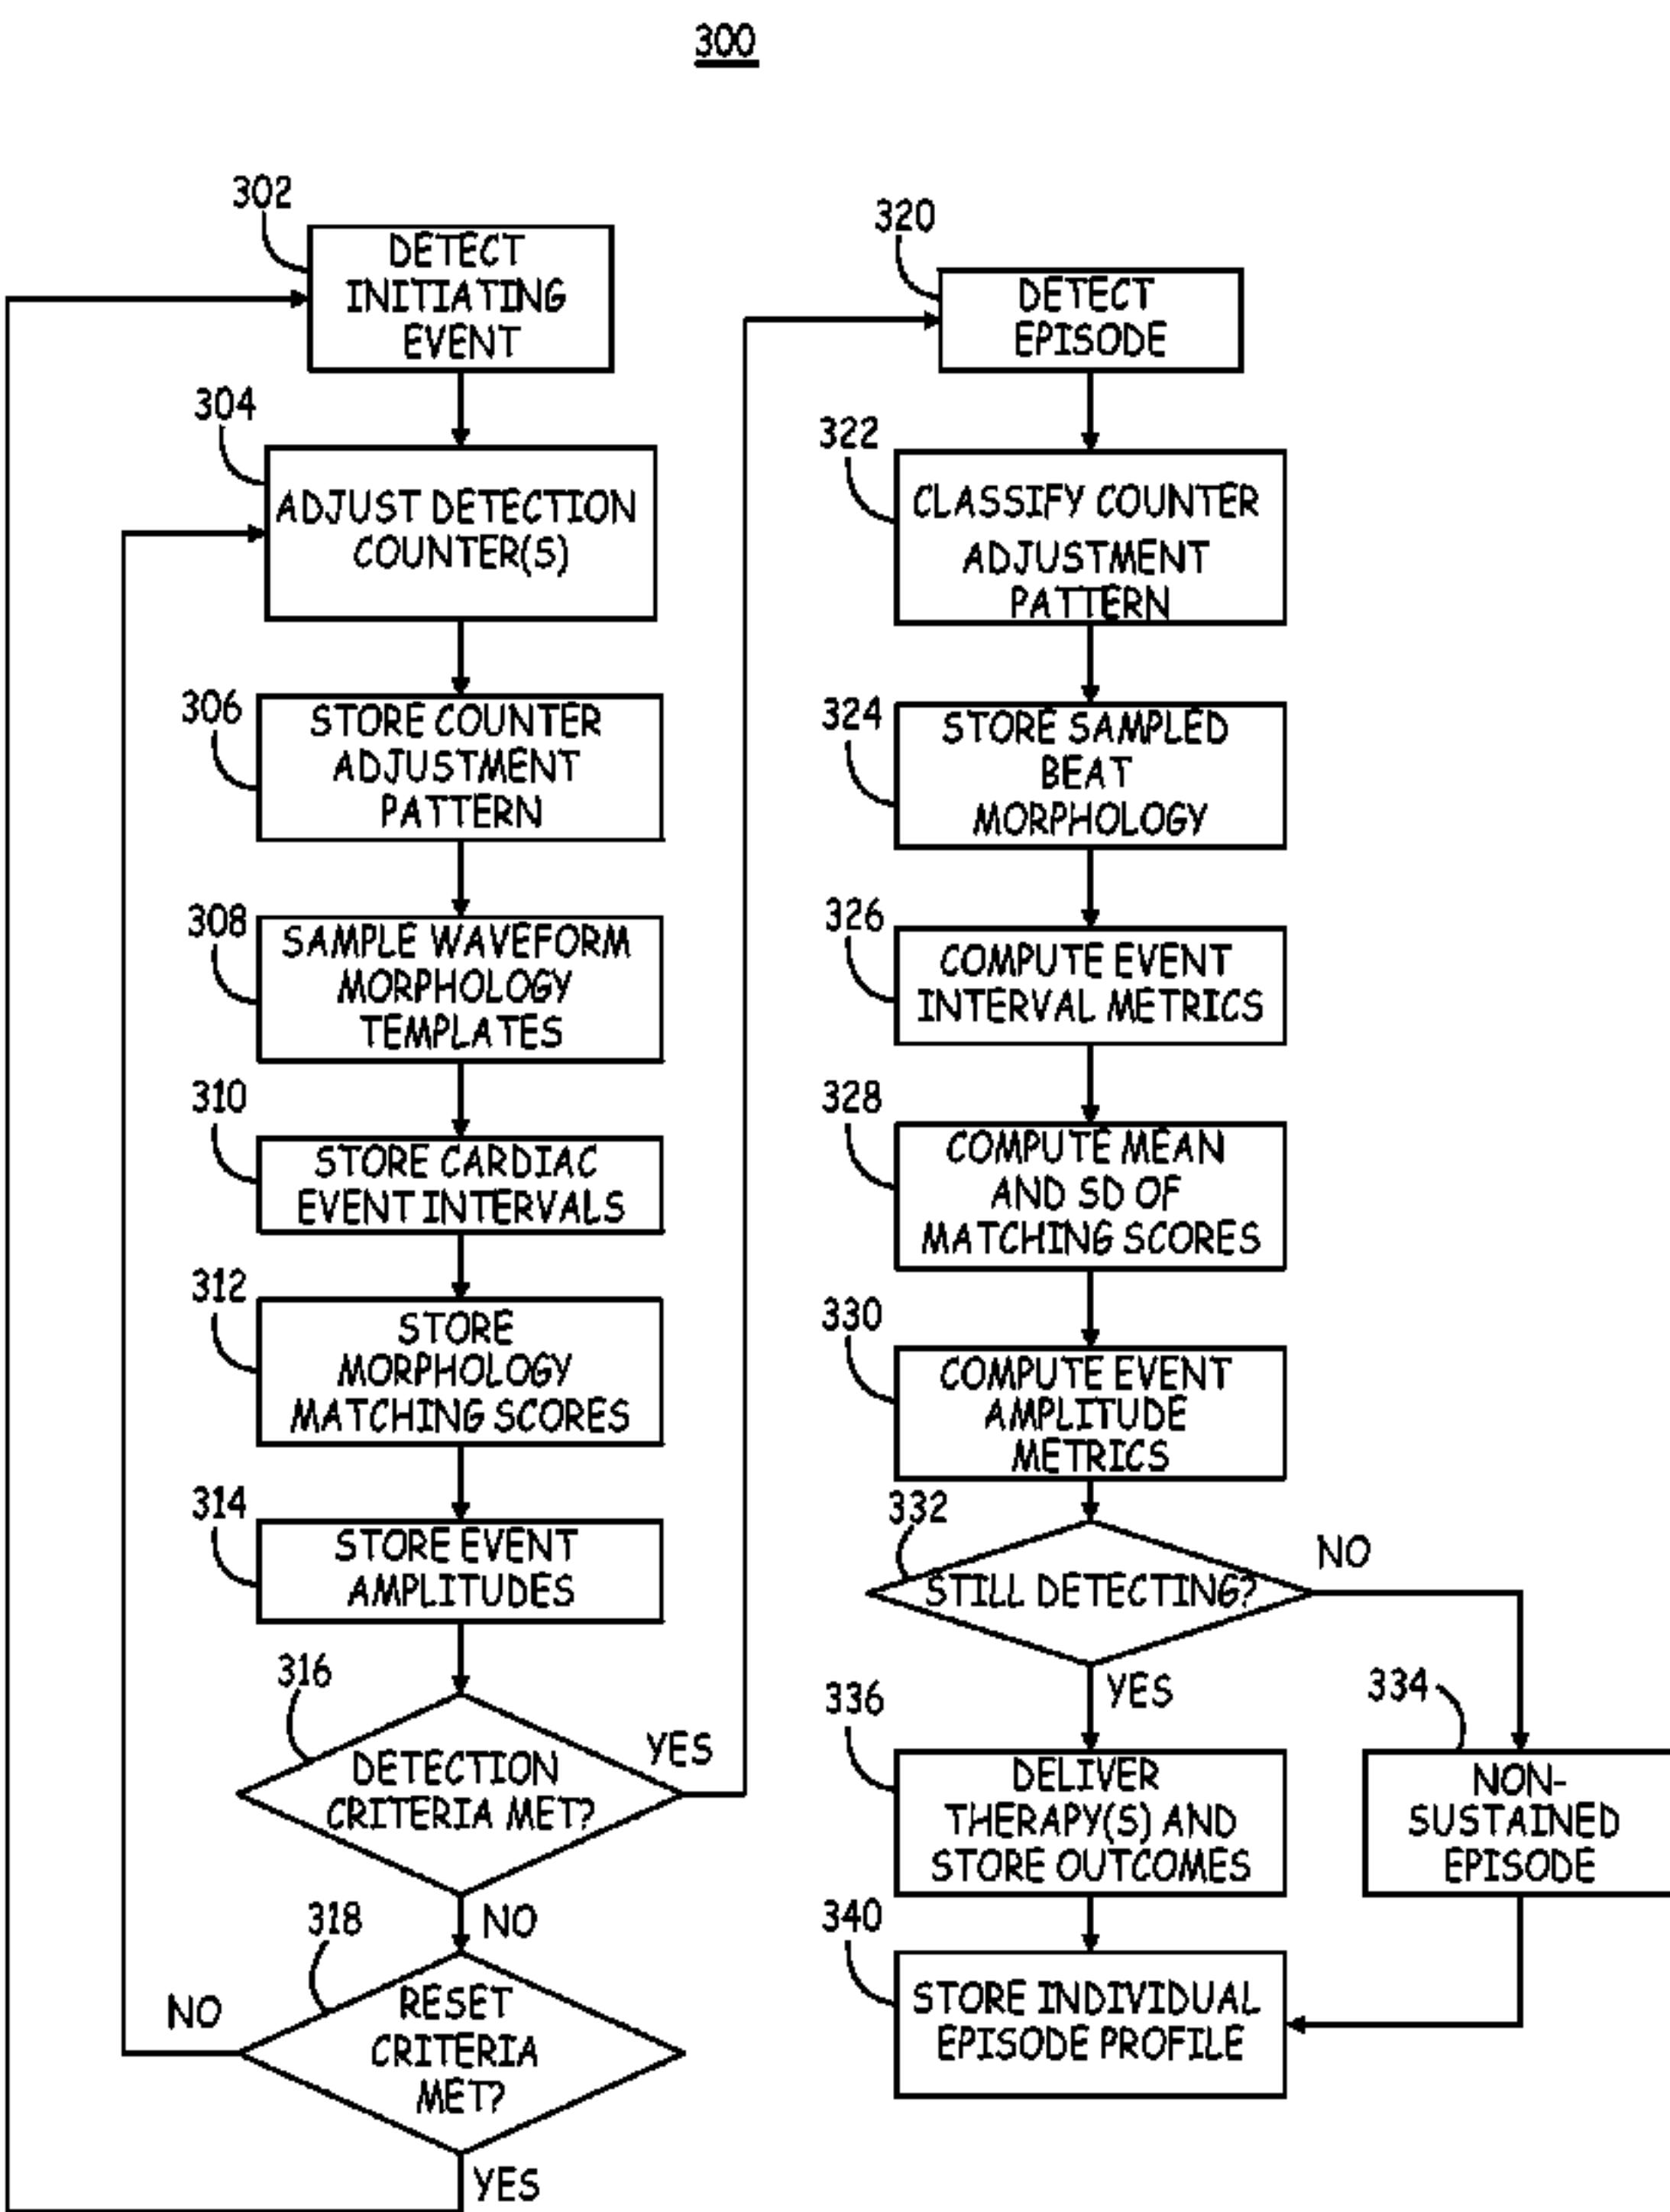 300
302
DETECT
INITIATING
EVENT
304
ADJUST DETECTION
COUNTER(S)
306
STORE COUNTER
ADJUSTMENT
PATTERN
308
SAMPLE WAVEFORM
MORPHOLOGY
TEMPLATES
310
STORE CARDIAC
EVENT INTERVALS
312
STORE
MORPHOLOGY
MATCHING SCORES
314
STORE EVENT
AMPLITUDES
316
DETECTION
CRITERIA MET?
YES
NO
318
RESET
CRITERIA
MET?
NO
YES
320
DETECT
EPISODE
322
CLASSIFY COUNTER
ADJUSTMENT
PATTERN
324
STORE SAMPLED
BEAT
MORPHOLOGY
326
COMPUTE EVENT
INTERVAL METRICS
328
COMPUTE MEAN
AND SD OF
MATCHING SCORES
330
COMPUTE EVENT
AMPLITUDE
METRICS
332
STILL DETECTING?
NO
YES
334
NON-
SUSTAINED
EPISODE
336
DELIVER
THERAPY(S) AND
STORE OUTCOMES
340
STORE INDIVIDUAL
EPISODE PROFILE